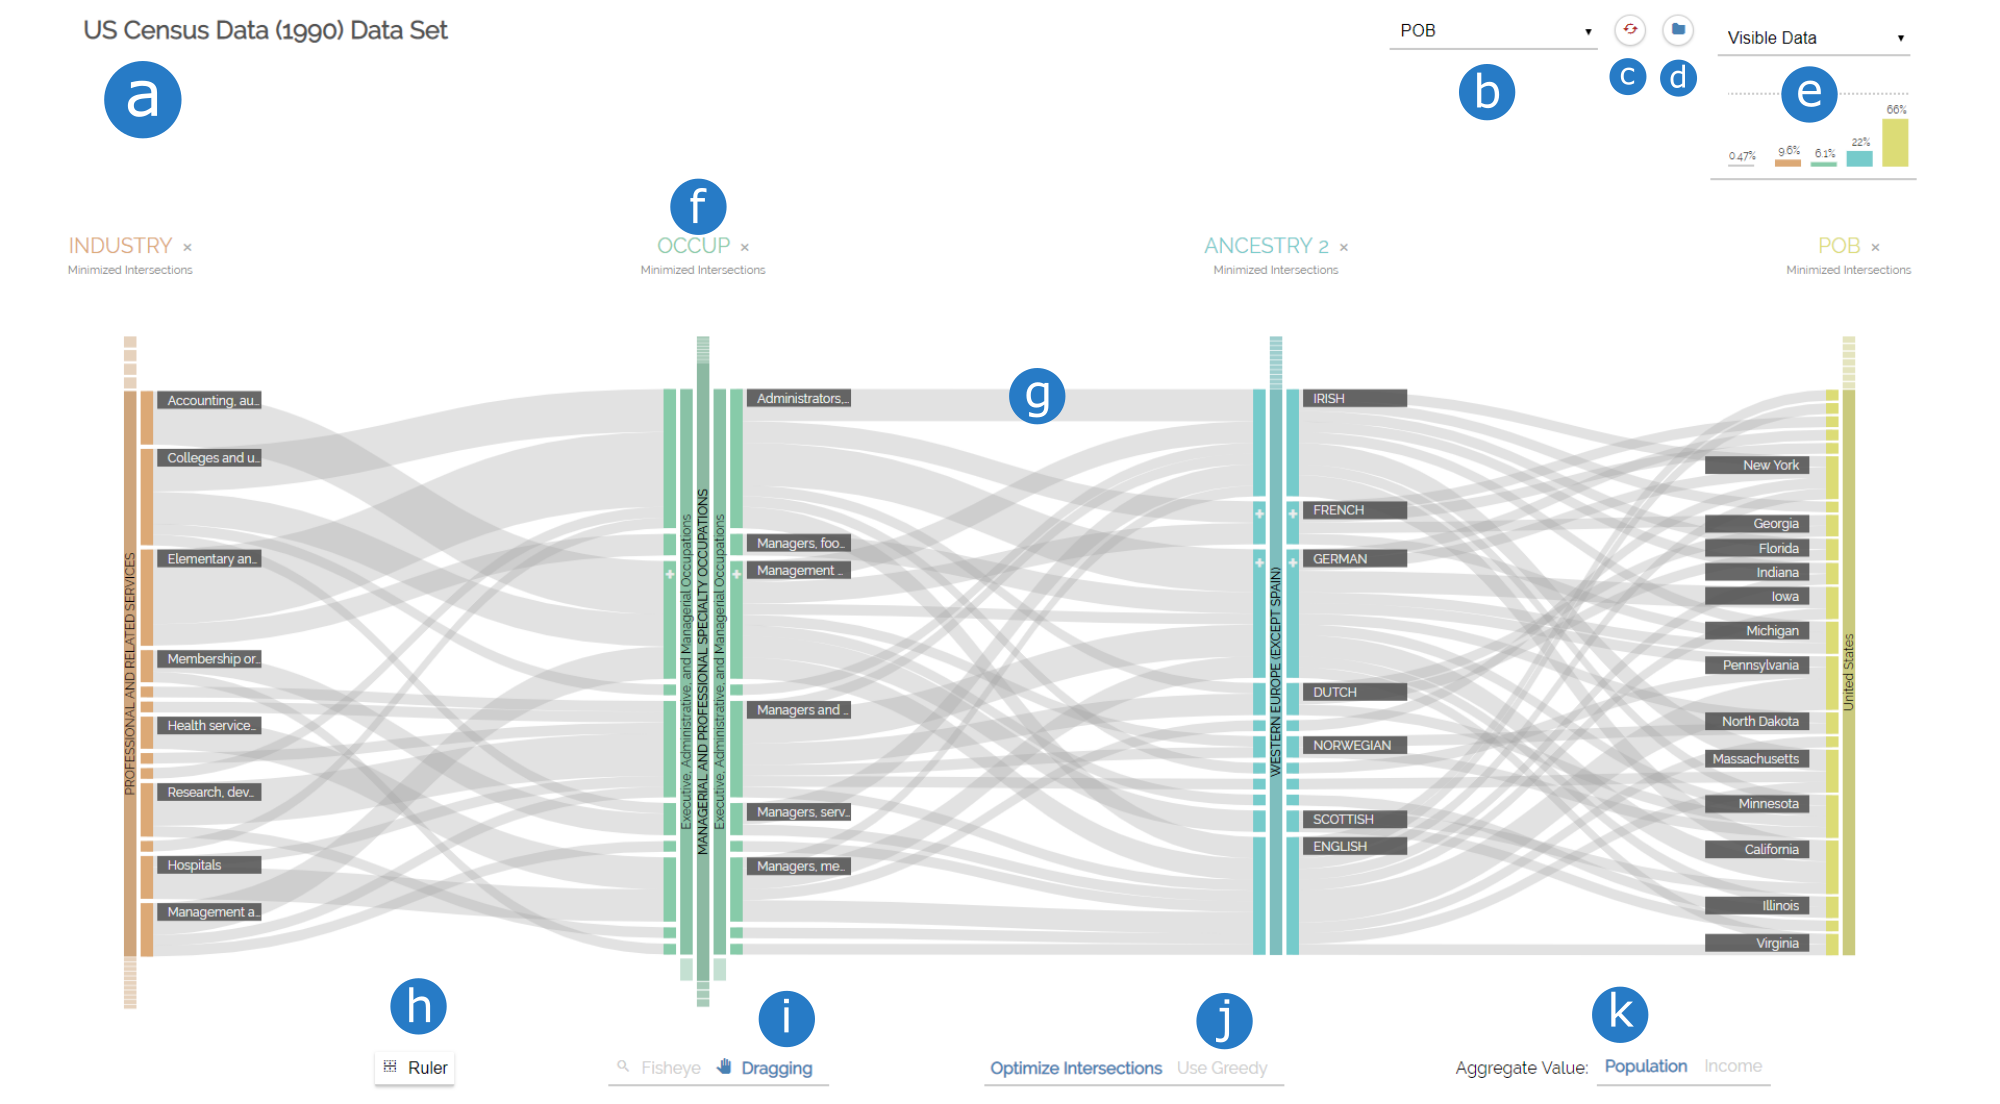 US Census Data (1990) Data Set
a
POB
b
c
d
Visible Data
e
0.47%
9.6%
6.1%
22%
66%
f
INDUSTRY ×
Minimized Intersections
OCCUP ×
Minimized Intersections
ANCESTRY 2 ×
Minimized Intersections
POB ×
Minimized Intersections
g
PROFESSIONAL AND RELATED SERVICES
Accounting, au...
Colleges and u...
Elementary an...
Membership or...
Health service...
Research, dev...
Hospitals
Management a...
Executive, Administrative, and Managerial Occupations
MANAGERIAL AND PROFESSIONAL SPECIALTY OCCUPATIONS
Executive, Administrative, and Managerial Occupations
Administrators,...
Managers, foo...
Management ...
Managers and ...
Managers, serv...
Managers, me...
WESTERN EUROPE (EXCEPT SPAIN)
IRISH
FRENCH
GERMAN
DUTCH
NORWEGIAN
SCOTTISH
ENGLISH
New York
Georgia
Florida
Indiana
Iowa
Michigan
Pennsylvania
North Dakota
Massachusetts
Minnesota
California
Illinois
Virginia
United States
h
Ruler
i
Fisheye Dragging
j
Optimize Intersections Use Greedy
k
Aggregate Value: Population Income